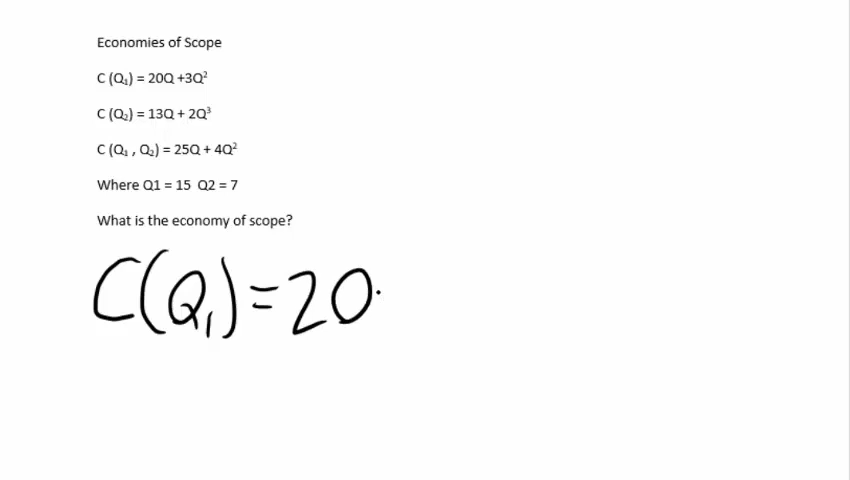 Economies of Scope
C (Q₁) = 20Q +3Q²
C (Q₂) = 13Q + 2Q³
C (Q₁ , Q₂) = 25Q + 4Q²
Where Q1 = 15 Q2 = 7
What is the economy of scope?
C(Q₁)=20·